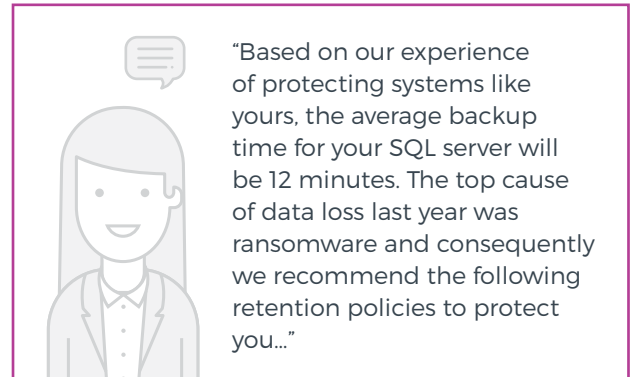 “Based on our experience
of protecting systems like
yours, the average backup
time for your SQL server will
be 12 minutes. The top cause
of data loss last year was
ransomware and consequently
we recommend the following
retention policies to protect
you...”